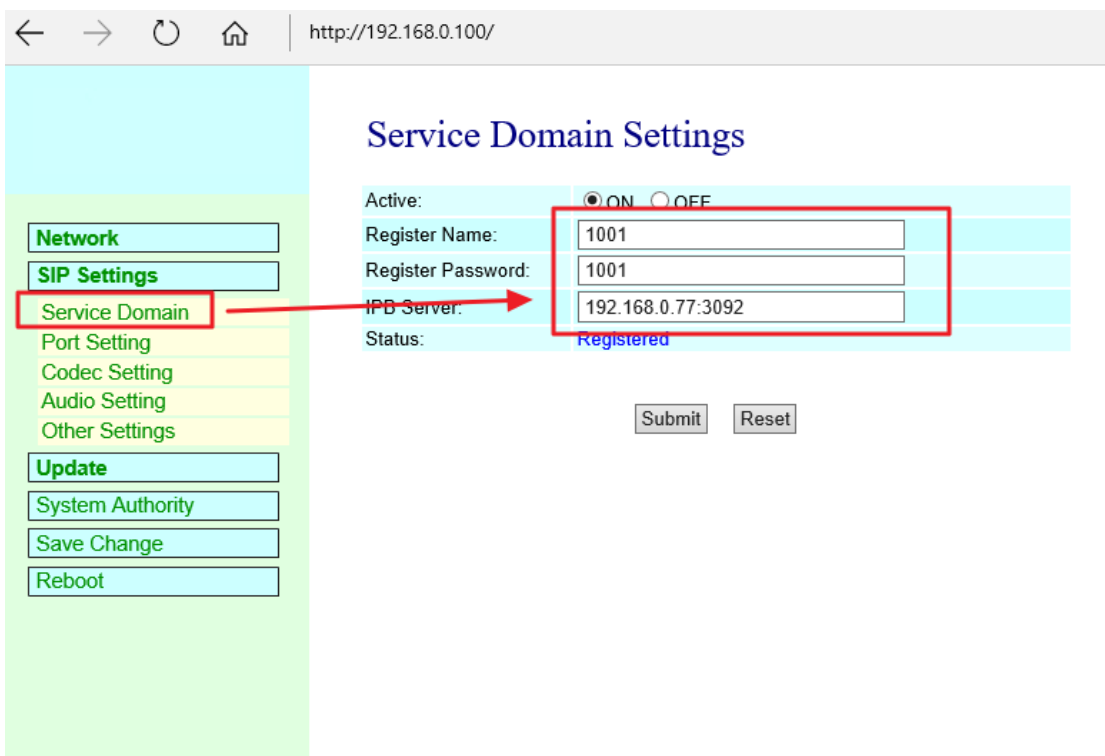 http://192.168.0.100/
Service Domain Settings
Active: ON OFF
Register Name: 1001
Register Password: 1001
IPB Server: 192.168.0.77:3092
Status: Registered
Submit Reset
Network
SIP Settings
Service Domain
Port Setting
Codec Setting
Audio Setting
Other Settings
Update
System Authority
Save Change
Reboot